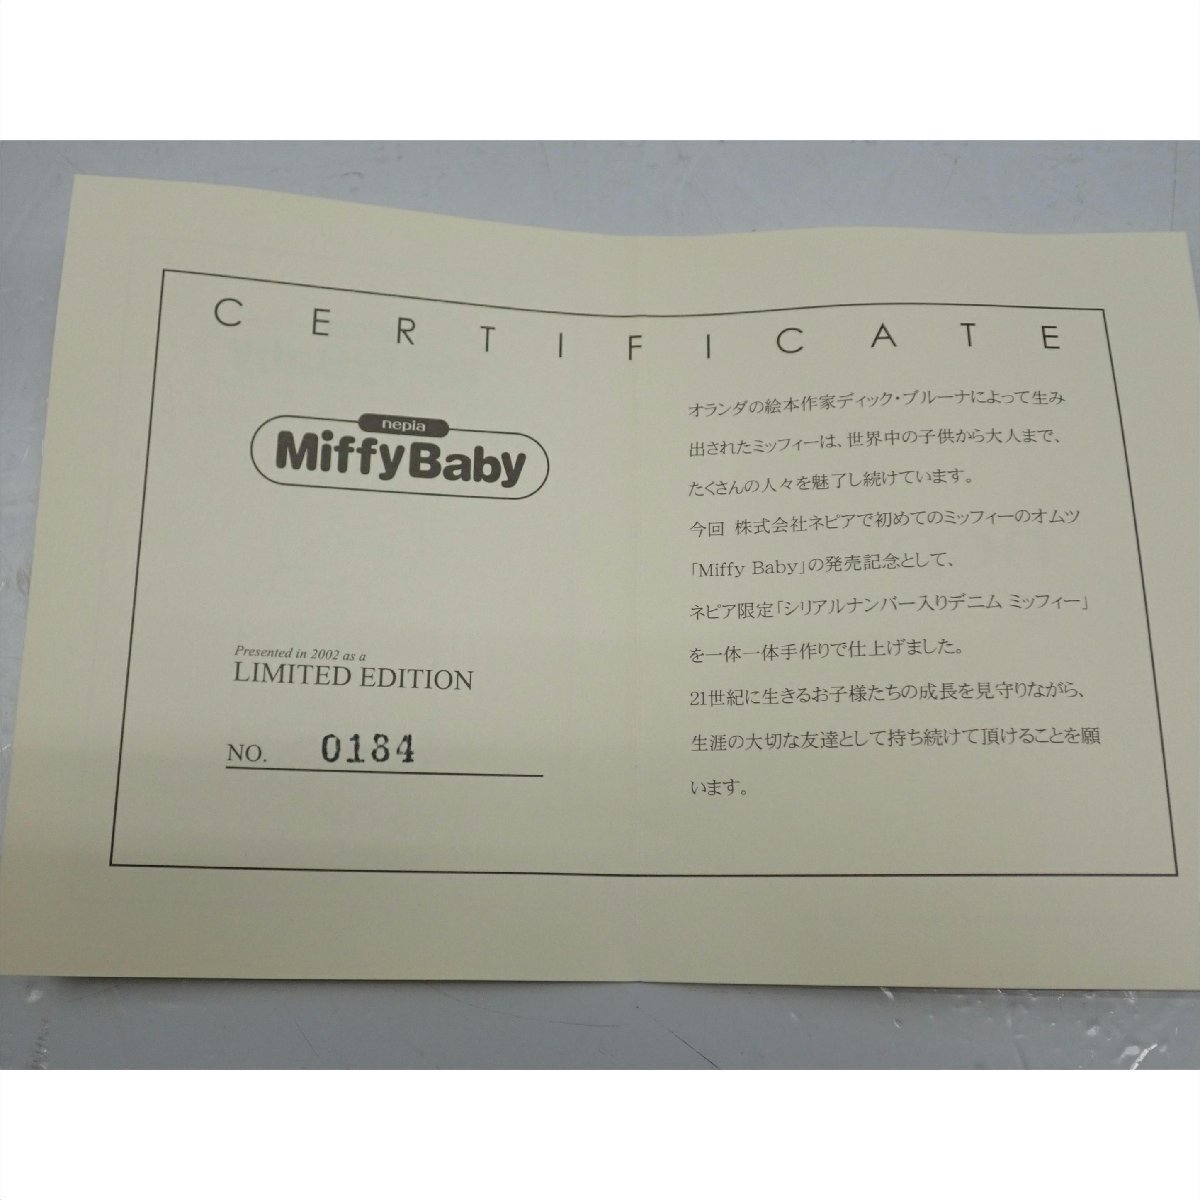 CERTIFICATE
nepia
MiffyBaby
Presented in 2002 as a
LIMITED EDITION
NO. 0184
オランダの絵本作家ディック・ブルーナによって生み
出されたミッフィーは、世界中の子供から大人まで、
たくさんの人々を魅了し続けています。
今回 株式会社ネピアで初めてのミッフィーのオムツ
「Miffy Baby」の発売記念として、
ネピア限定「シリアルナンバー入りデニム ミッフィー」
を一体一体手作りで仕上げました。
21世紀に生きるお子様たちの成長を見守りながら、
生涯の大切な友達として持ち続けて頂けることを願
います。